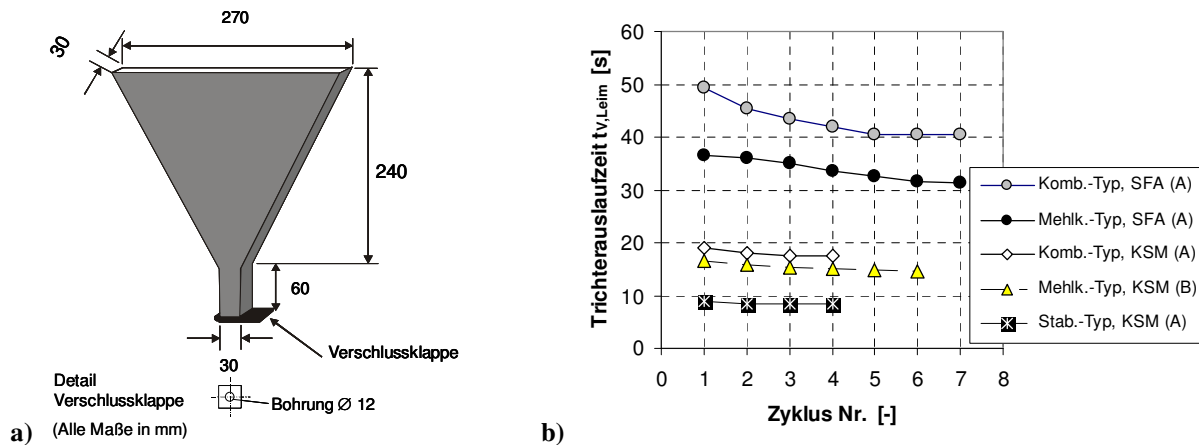 270
30
240
60
Verschlussklappe
30
Detail
Verschlussklappe
Bohrung Ø 12
(Alle Maße in mm)
a)
Trichterauslaufzeit tV,Leim [s]
60
50
40
30
20
10
0
0 1 2 3 4 5 6 7 8
Zyklus Nr. [-]
Komb.-Typ, SFA (A)
Mehlk.-Typ, SFA (A)
Komb.-Typ, KSM (A)
Mehlk.-Typ, KSM (B)
Stab.-Typ, KSM (A)
b)